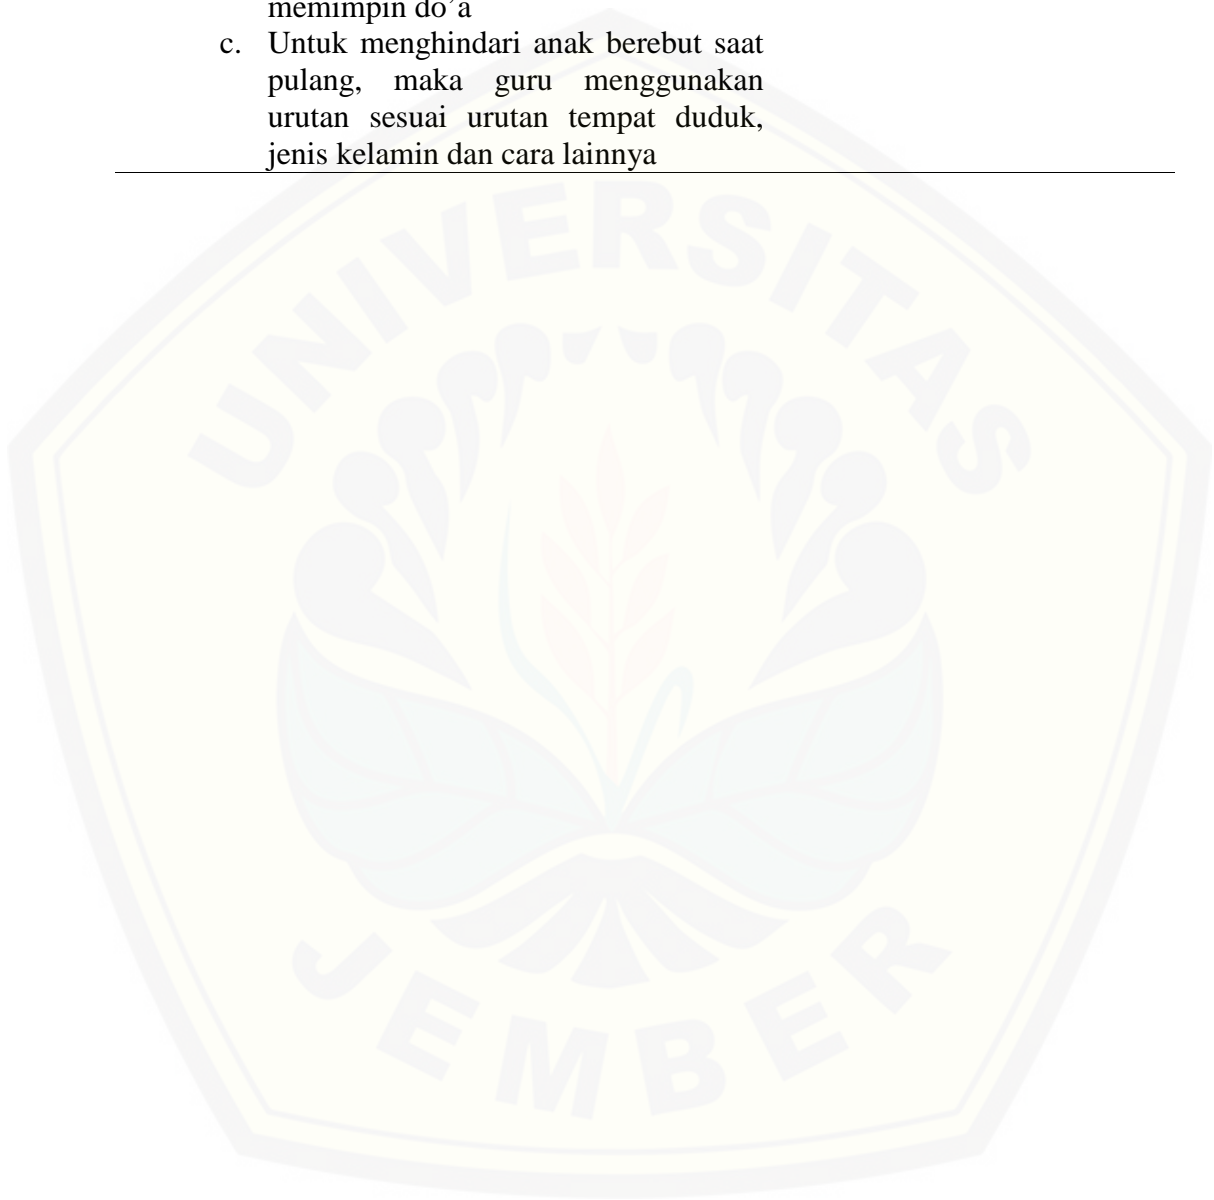 memimpin do’a
c. Untuk menghindari anak berebut saat
pulang, maka guru menggunakan
urutan sesuai urutan tempat duduk,
jenis kelamin dan cara lainnya
UNIVERSITAS
JEMBER